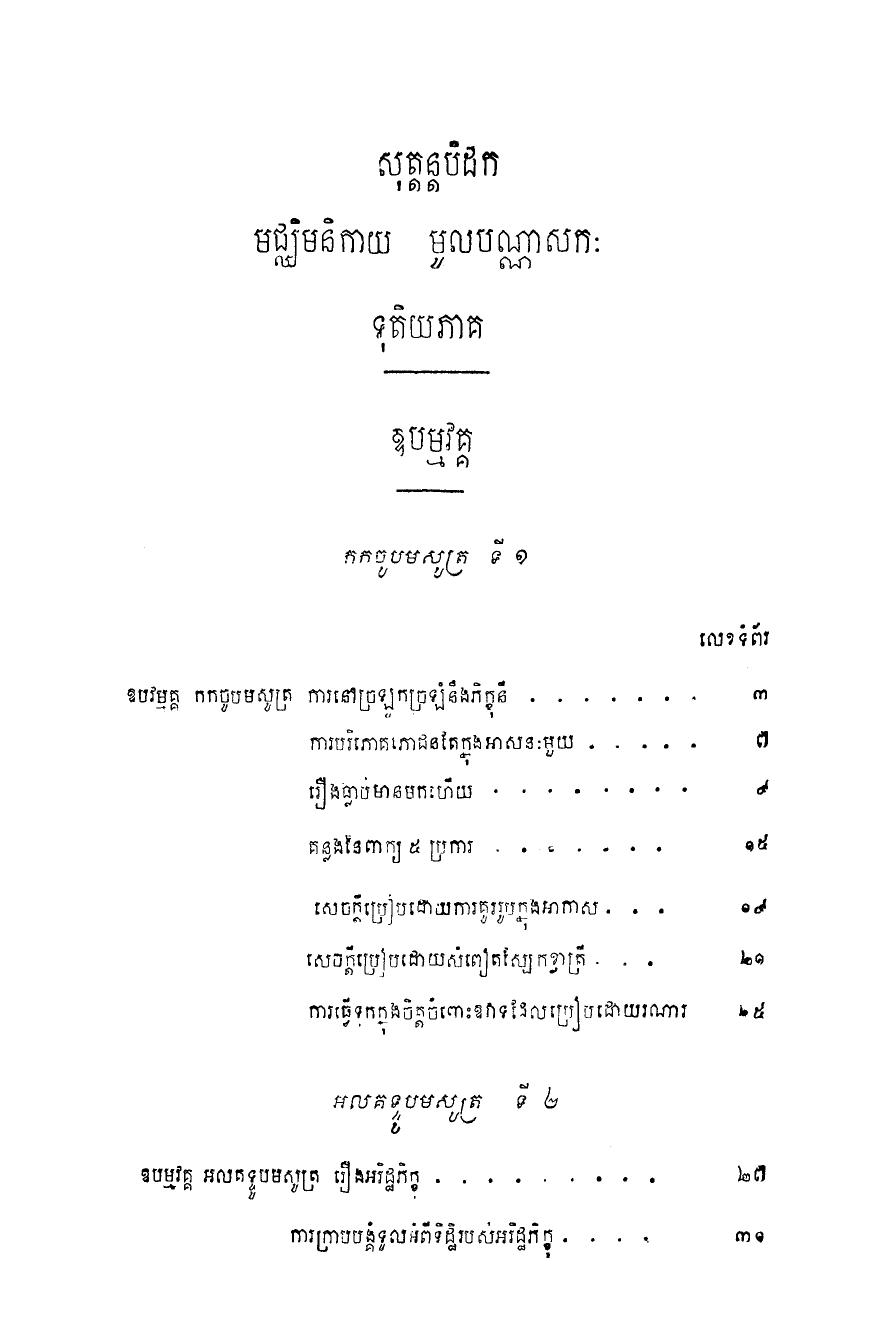 សុត្តន្តបិដក
មជ្ឈិមនិកាយ មូលបណ្ណាសកៈ
ទុតិយភាគ
ឧបម្មវគ្គ
កកចូបមសូត្រ ទី ១
លេខទំព័រ
ឧបវម្មគ្គ កកចូបមសូត្រ ការនៅច្រឡូកច្រឡំនឹងភិក្ខុនី . . . . . . . ៣
ការបរិភោគភោជនតែក្នុងអាសនៈមួយ . . . . . ៧
រឿងធ្លាប់មានមកហើយ . . . . . . . . ៩
គន្លងនៃពាក្យ ៥ ប្រការ . . . . . . . ១៥
សេចក្តីប្រៀបដោយការគូររូបក្នុងអាកាស . . . ១៩
សេចក្តីប្រៀបដោយសំពៀតស្បែកខ្លាត្រី . . . ២១
ការធ្វើទុកក្នុងចិត្តចំពោះឧវាទដែលប្រៀបដោយរណារ ២៥
អលគទ្ទូបមសូត្រ ទី ២
ឧបម្មវគ្គ អលគទ្ទូបមសូត្រ រឿងអរិដ្ឋភិក្ខុ . . . . . . . . . ២៧
ការក្រាបបង្គំទូលអំពីទិដ្ឋិរបស់អរិដ្ឋភិក្ខុ . . . . ៣១